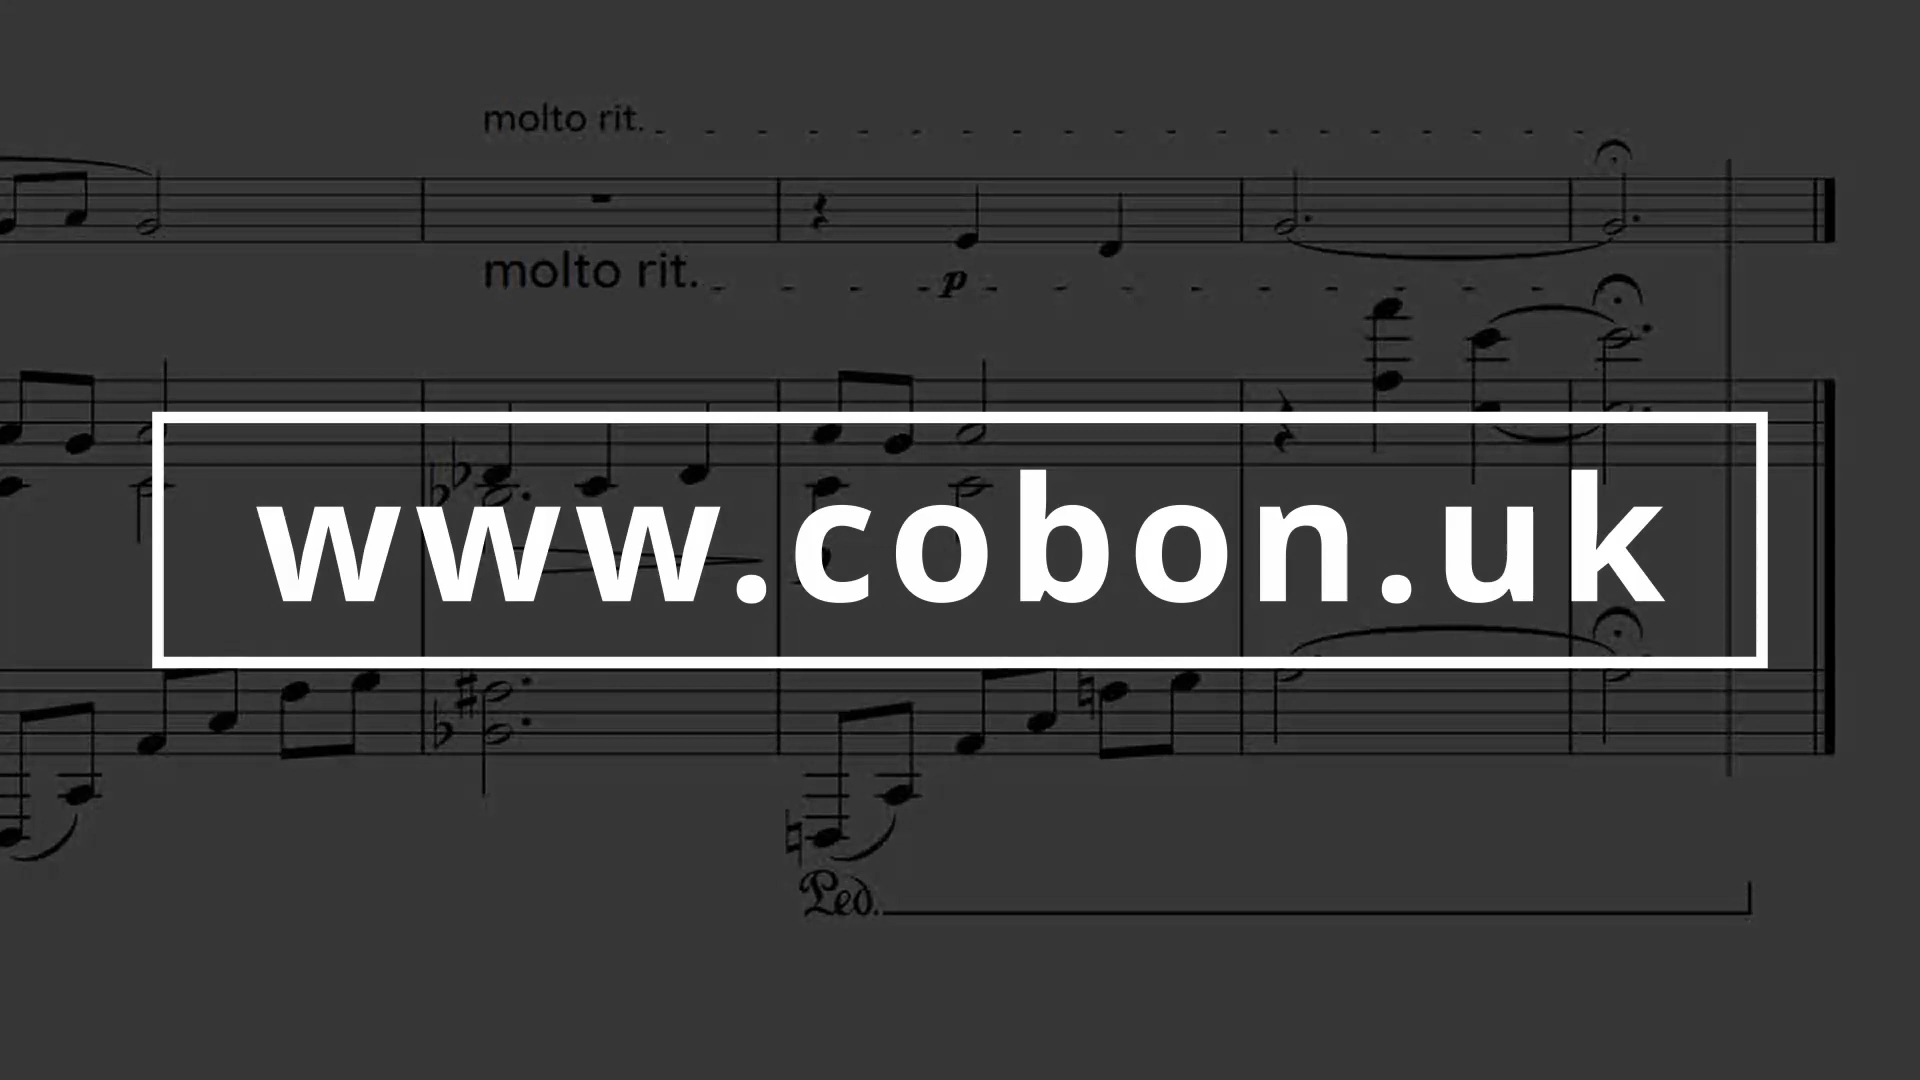 molto rit.
molto rit.
p
www.cobon.uk
Ped.